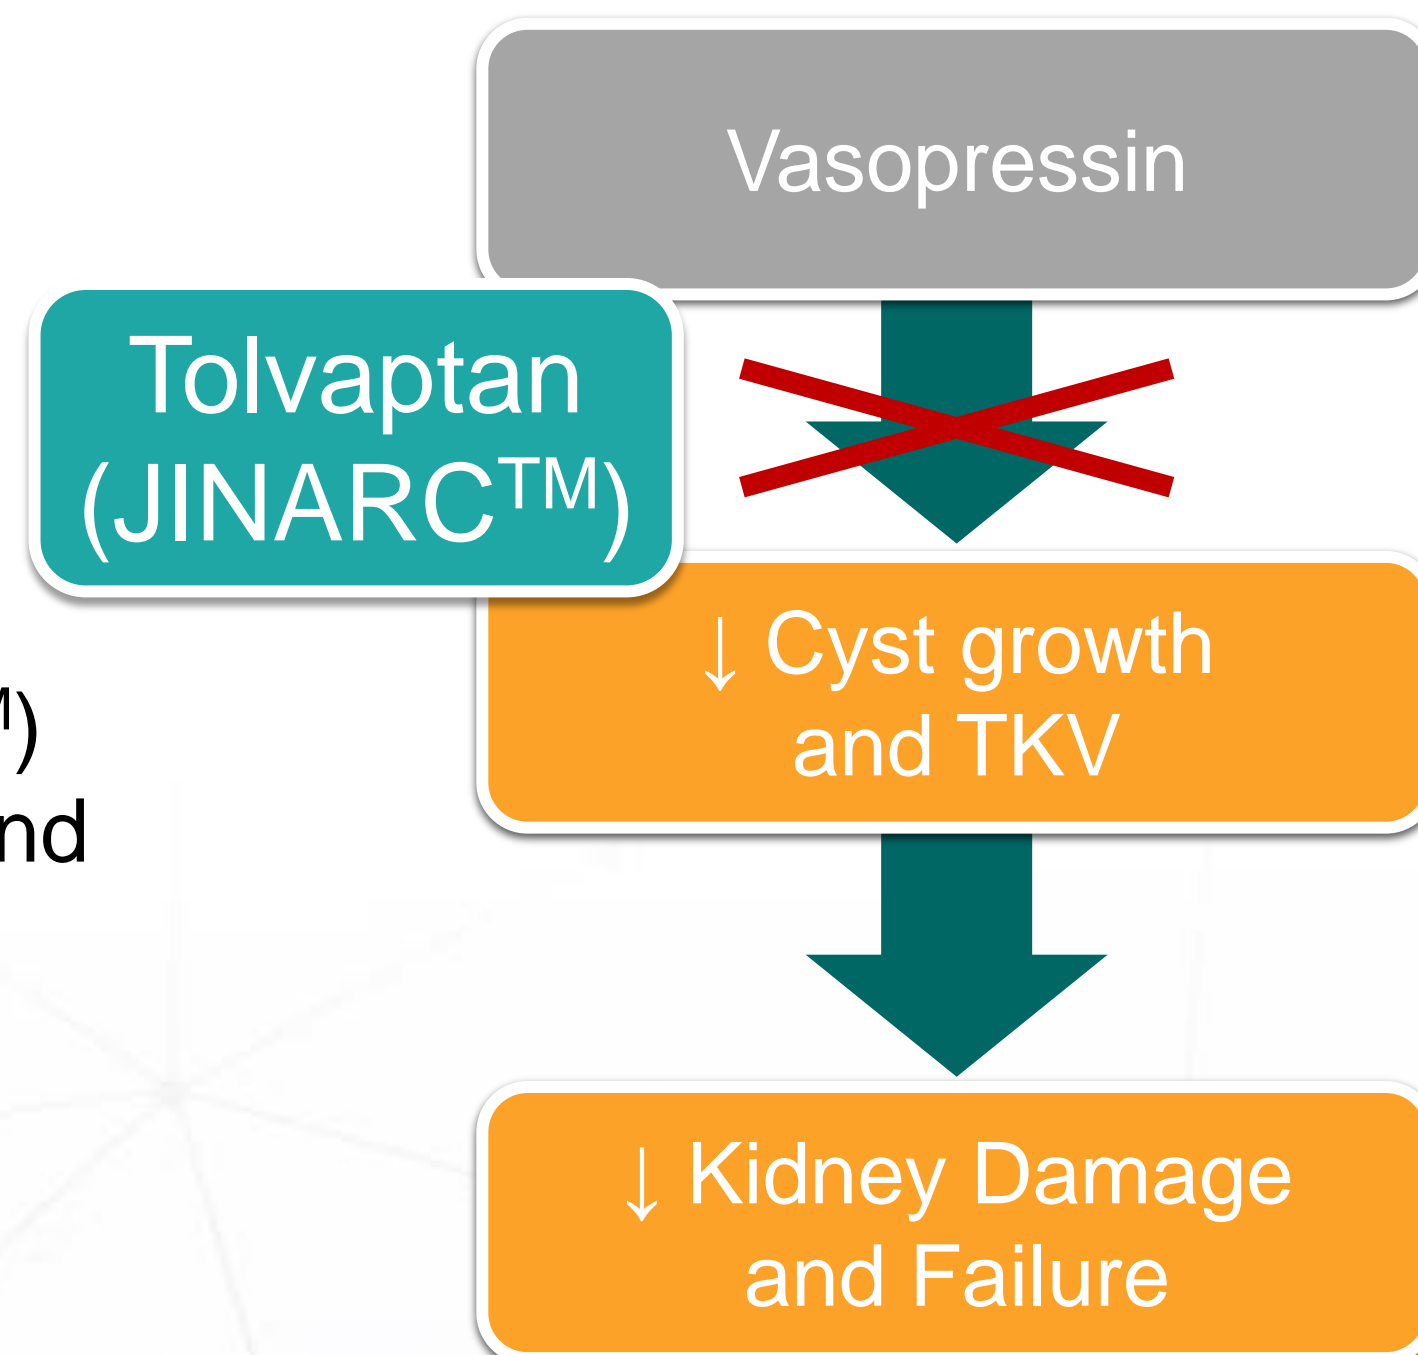 Vasopressin
Tolvaptan
(JINARC™)
↓ Cyst growth
and TKV
↓ Kidney Damage
and Failure